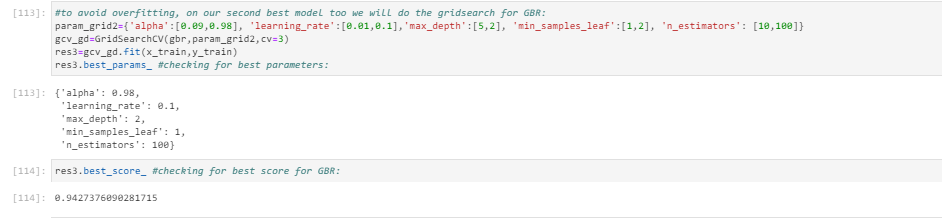 [113]: #to avoid overfitting, on our second best model too we will do the gridsearch for GBR:
param_grid2={'alpha':[0.09,0.98], 'learning_rate':[0.01,0.1],'max_depth':[5,2], 'min_samples_leaf':[1,2], 'n_estimators': [10,100]}
gcv_gd=GridSearchCV(gbr,param_grid2,cv=3)
res3=gcv_gd.fit(x_train,y_train)
res3.best_params_ #checking for best parameters:
[113]: {'alpha': 0.98,
'learning_rate': 0.1,
'max_depth': 2,
'min_samples_leaf': 1,
'n_estimators': 100}
[114]: res3.best_score_ #checking for best score for GBR:
[114]: 0.9427376090281715